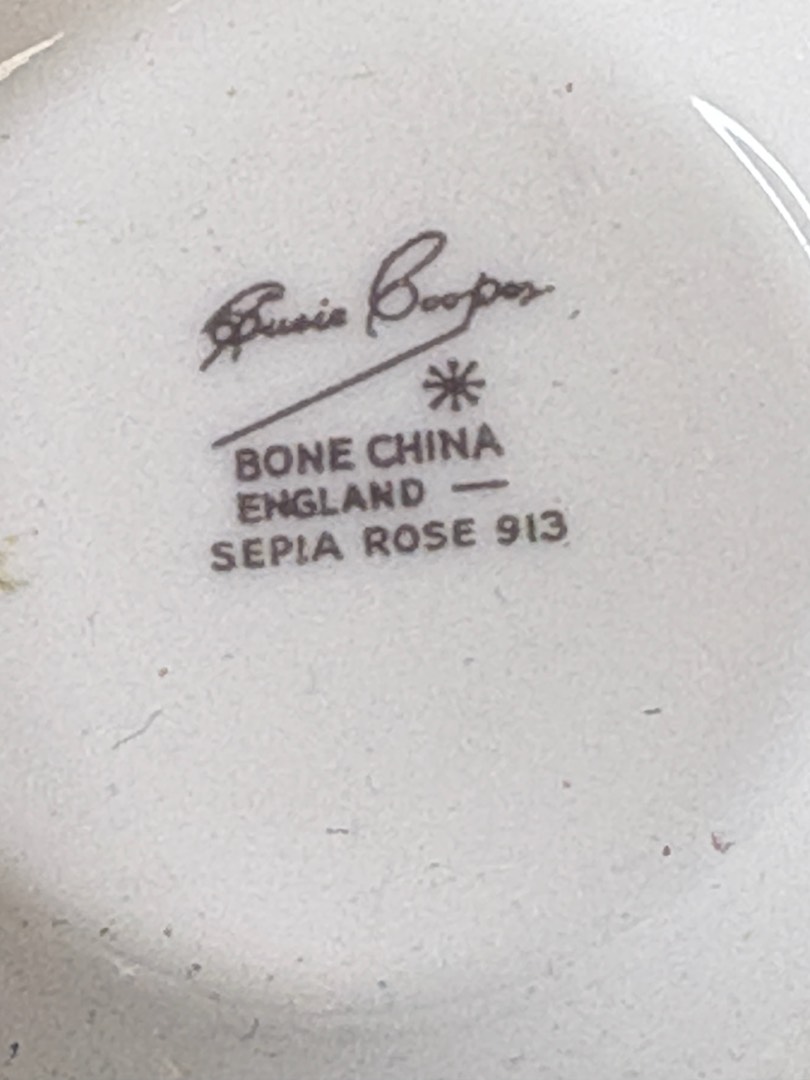 Susie Cooper
BONE CHINA
ENGLAND —
SEPIA ROSE 913